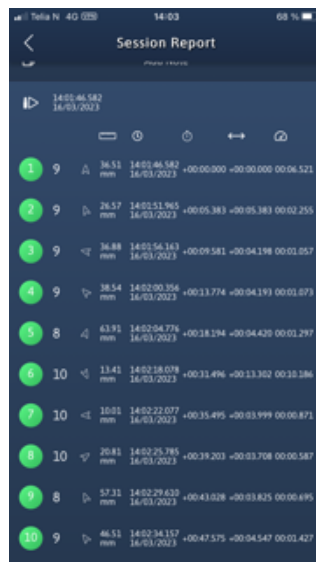 Telia N 4G 14:03 68 %
Session Report
Add Note
14:01:46.582
16/03/2023
1 9 36.51 mm 14:01:46.582 16/03/2023 +00:00.000 +00:00.000 00:06.521
2 9 26.57 mm 14:01:51.965 16/03/2023 +00:05.383 +00:05.383 00:02.255
3 9 36.88 mm 14:01:56.163 16/03/2023 +00:09.581 +00:04.198 00:01.057
4 9 38.54 mm 14:02:00.356 16/03/2023 +00:13.774 +00:04.193 00:01.073
5 8 63.91 mm 14:02:04.776 16/03/2023 +00:18.194 +00:04.420 00:01.297
6 10 13.41 mm 14:02:18.078 16/03/2023 +00:31.496 +00:13.302 00:10.186
7 10 10.01 mm 14:02:22.077 16/03/2023 +00:35.495 +00:03.999 00:00.871
8 10 20.81 mm 14:02:25.785 16/03/2023 +00:39.203 +00:03.708 00:00.587
9 8 57.31 mm 14:02:29.610 16/03/2023 +00:43.028 +00:03.825 00:00.695
10 9 46.51 mm 14:02:34.157 16/03/2023 +00:47.575 +00:04.547 00:01.427